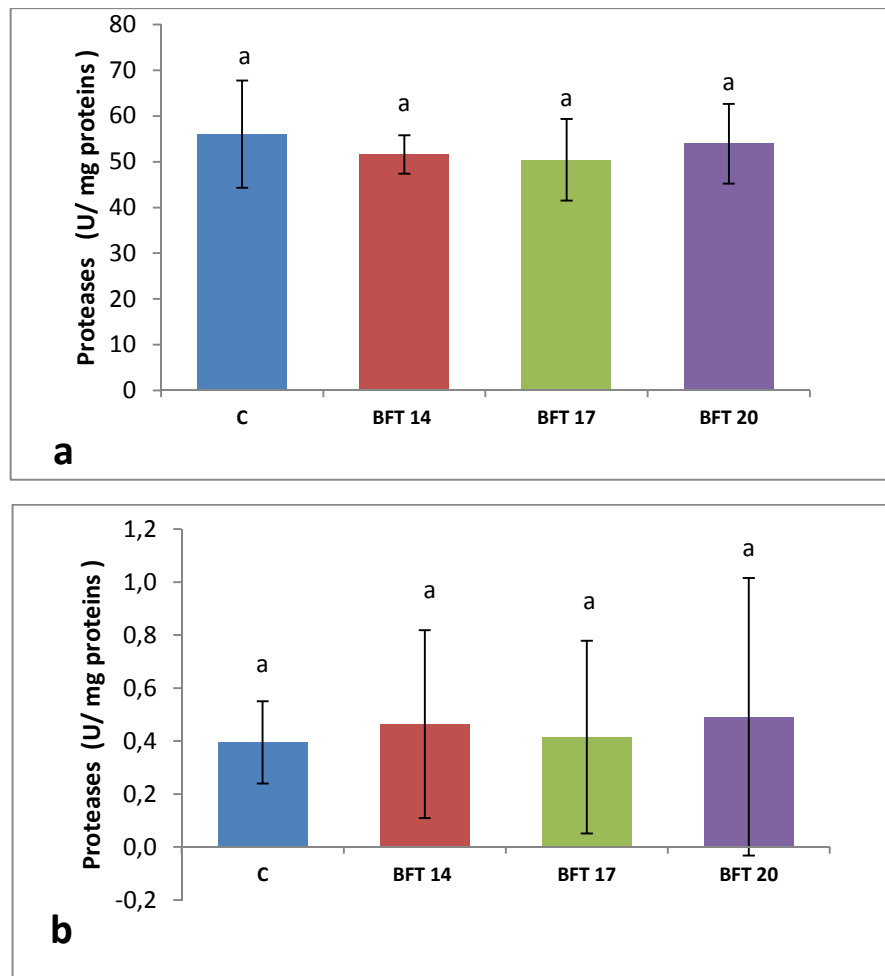 80
70
60
50
40
30
20
10
0
Proteases (U/ mg proteins )
a
a
a
a
C
BFT 14
BFT 17
BFT 20
a
1,2
1,0
0,8
0,6
0,4
0,2
0,0
-0,2
Proteases (U/ mg proteins )
a
a
a
a
C
BFT 14
BFT 17
BFT 20
b